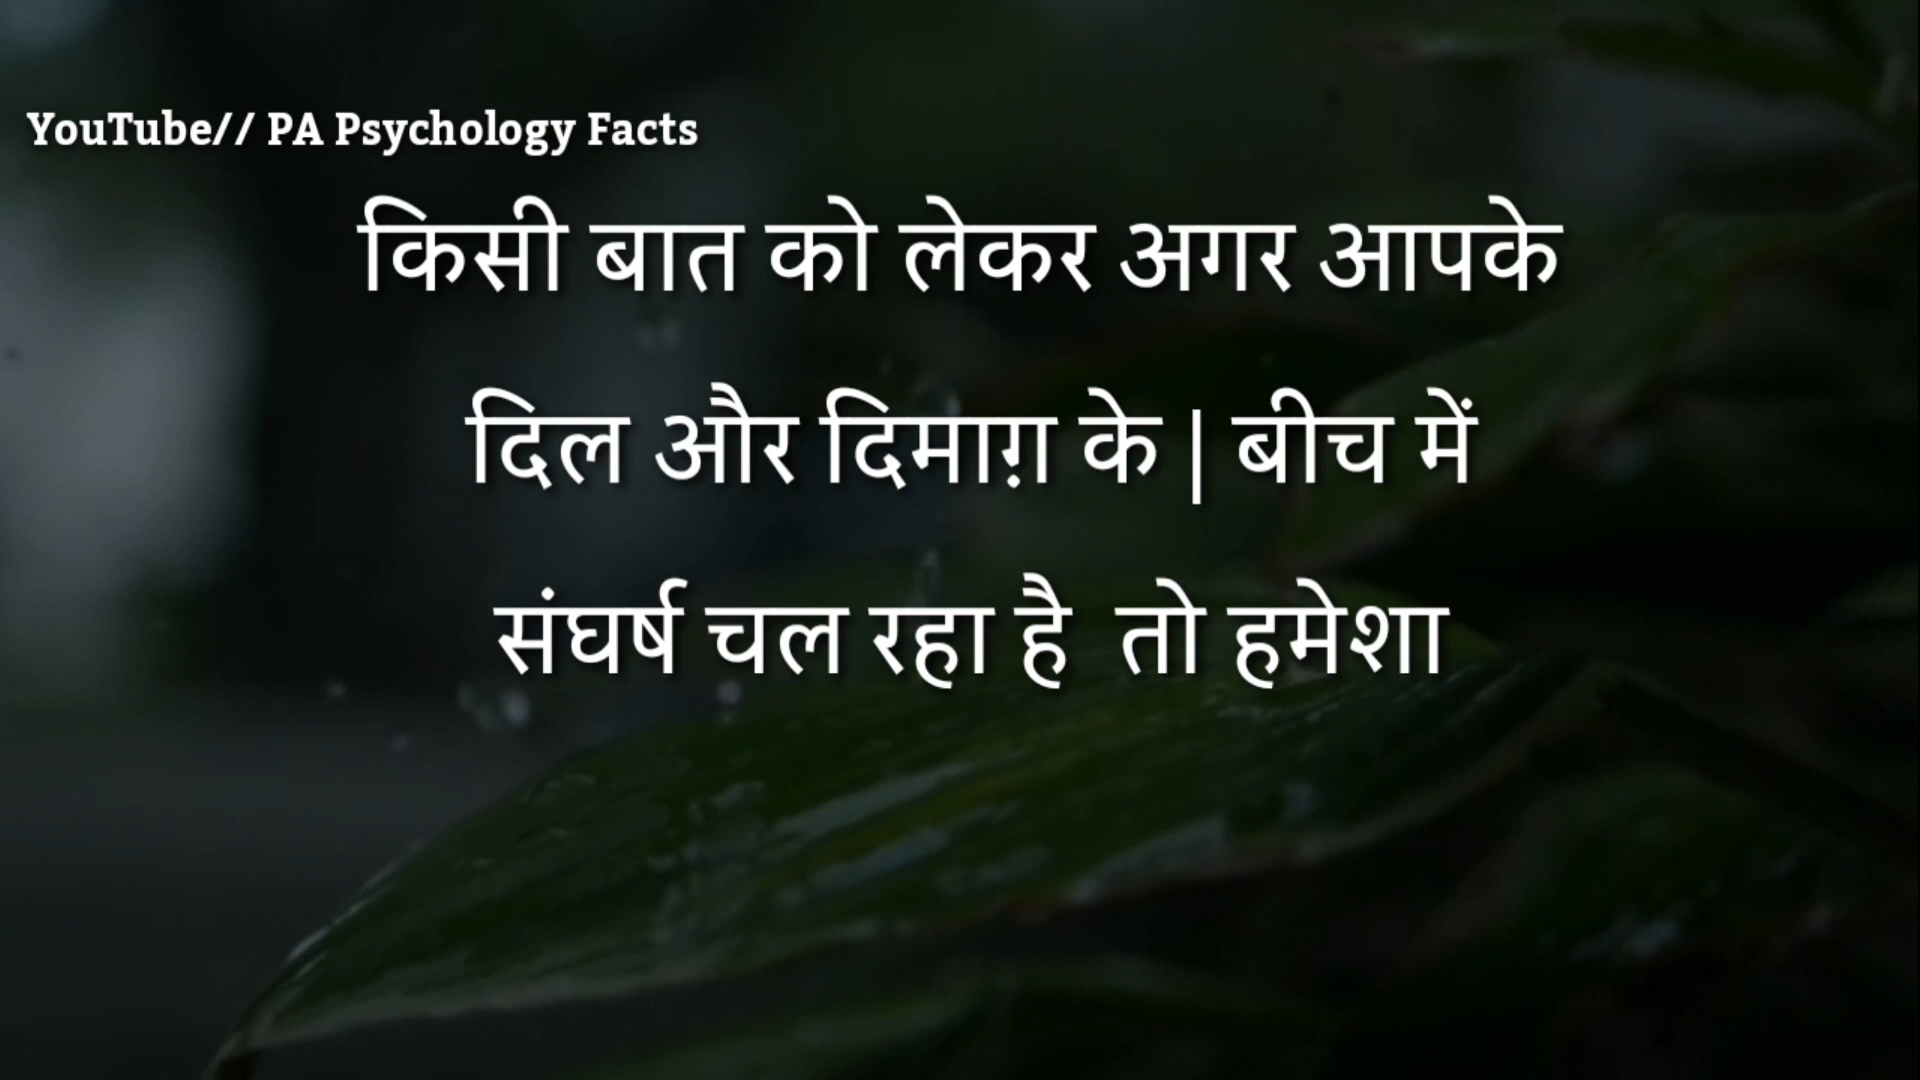 YouTube// PA Psychology Facts
किसी बात को लेकर अगर आपके
दिल और दिमाग़ के | बीच में
संघर्ष चल रहा है  तो हमेशा